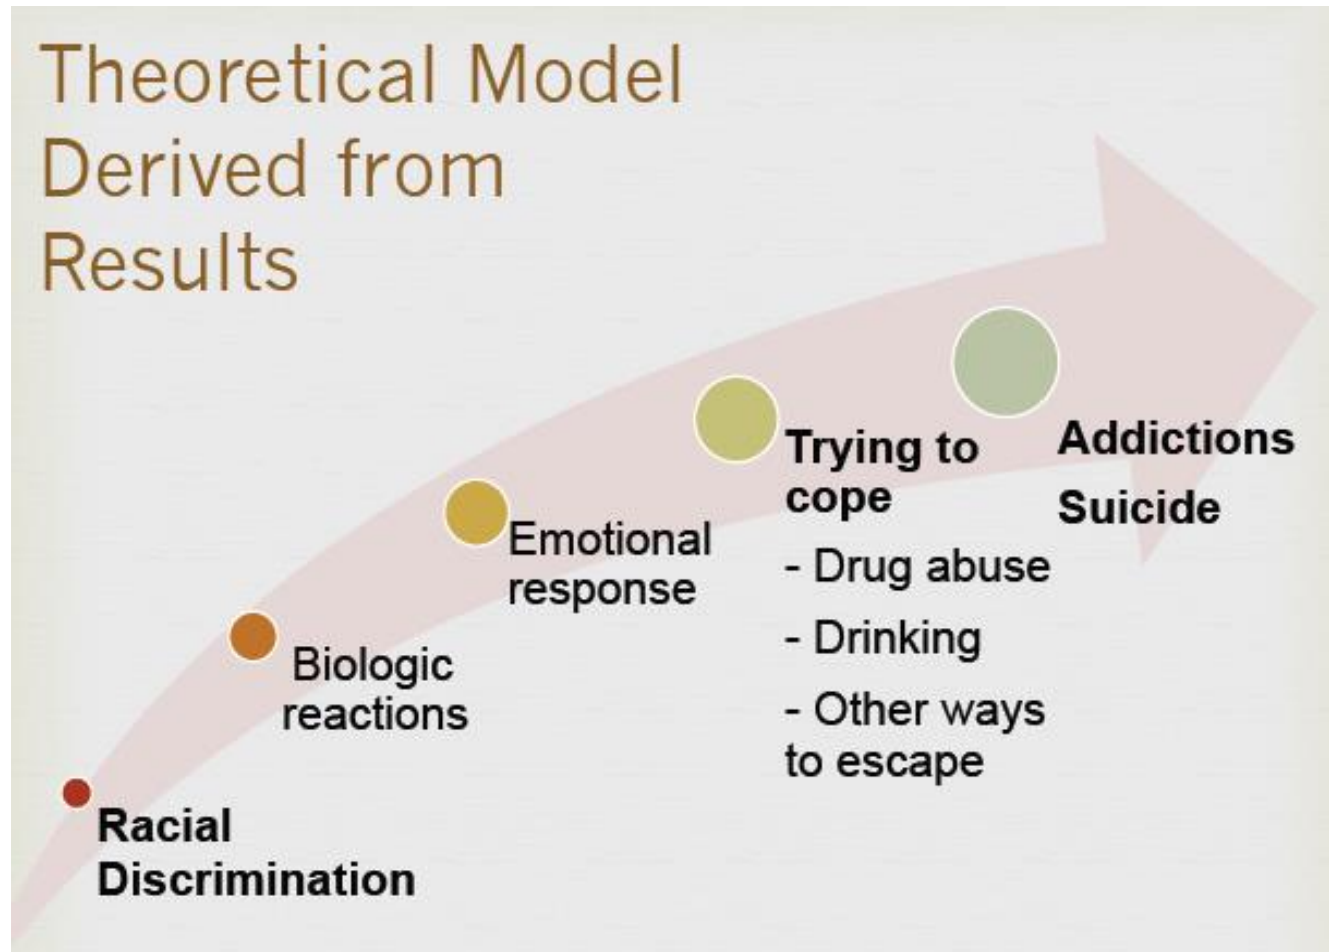 Theoretical Model
Derived from
Results
Racial
Discrimination
Biologic
reactions
Emotional
response
Trying to
cope
- Drug abuse
- Drinking
- Other ways
to escape
Addictions
Suicide